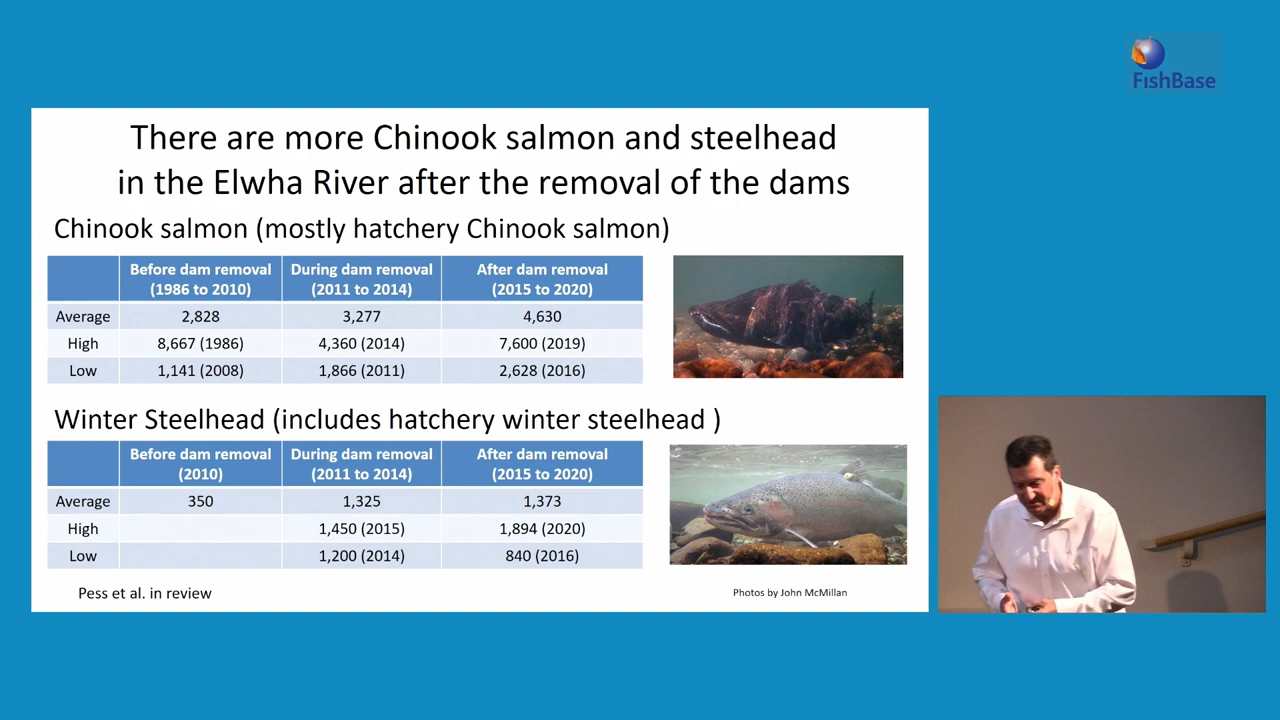 FishBase
There are more Chinook salmon and steelhead
in the Elwha River after the removal of the dams
Chinook salmon (mostly hatchery Chinook salmon)
Before dam removal (1986 to 2010) During dam removal (2011 to 2014) After dam removal (2015 to 2020)
Average 2,828 3,277 4,630
High 8,667 (1986) 4,360 (2014) 7,600 (2019)
Low 1,141 (2008) 1,866 (2011) 2,628 (2016)
Winter Steelhead (includes hatchery winter steelhead )
Before dam removal (2010) During dam removal (2011 to 2014) After dam removal (2015 to 2020)
Average 350 1,325 1,373
High 1,450 (2015) 1,894 (2020)
Low 1,200 (2014) 840 (2016)
Pess et al. in review
Photos by John McMillan